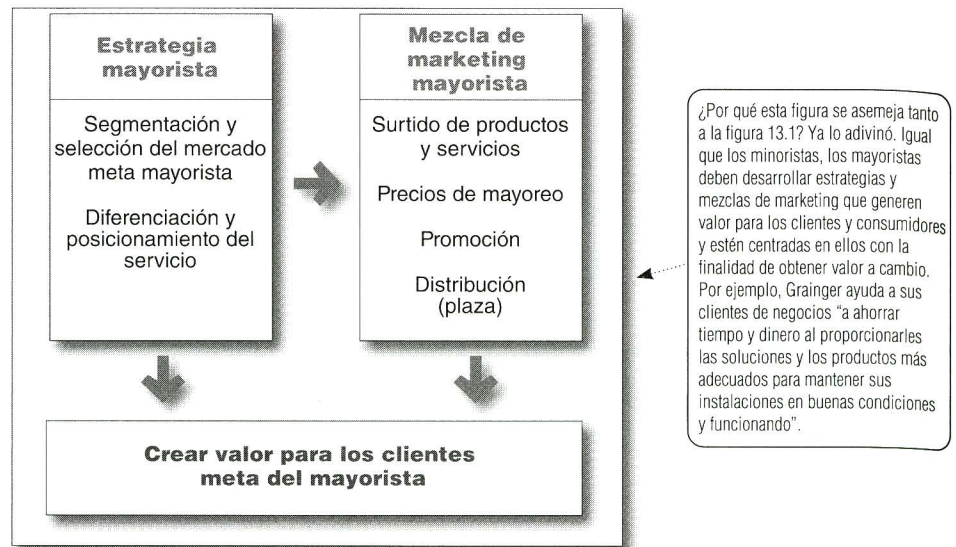 Estrategia
mayorista
Segmentación y
selección del mercado
meta mayorista
Diferenciación y
posicionamiento del
servicio
Mezcla de
marketing
mayorista
Surtido de productos
y servicios
Precios de mayoreo
Promoción
Distribución
(plaza)
Crear valor para los clientes
meta del mayorista
¿Por qué esta figura se asemeja tanto
a la figura 13.1? Ya lo adivinó. Igual
que los minoristas, los mayoristas
deben desarrollar estrategias y
mezclas de marketing que generen
valor para los clientes y consumidores
y estén centradas en ellos con la
finalidad de obtener valor a cambio.
Por ejemplo, Grainger ayuda a sus
clientes de negocios “a ahorrar
tiempo y dinero al proporcionarles
las soluciones y los productos más
adecuados para mantener sus
instalaciones en buenas condiciones
y funcionando”.